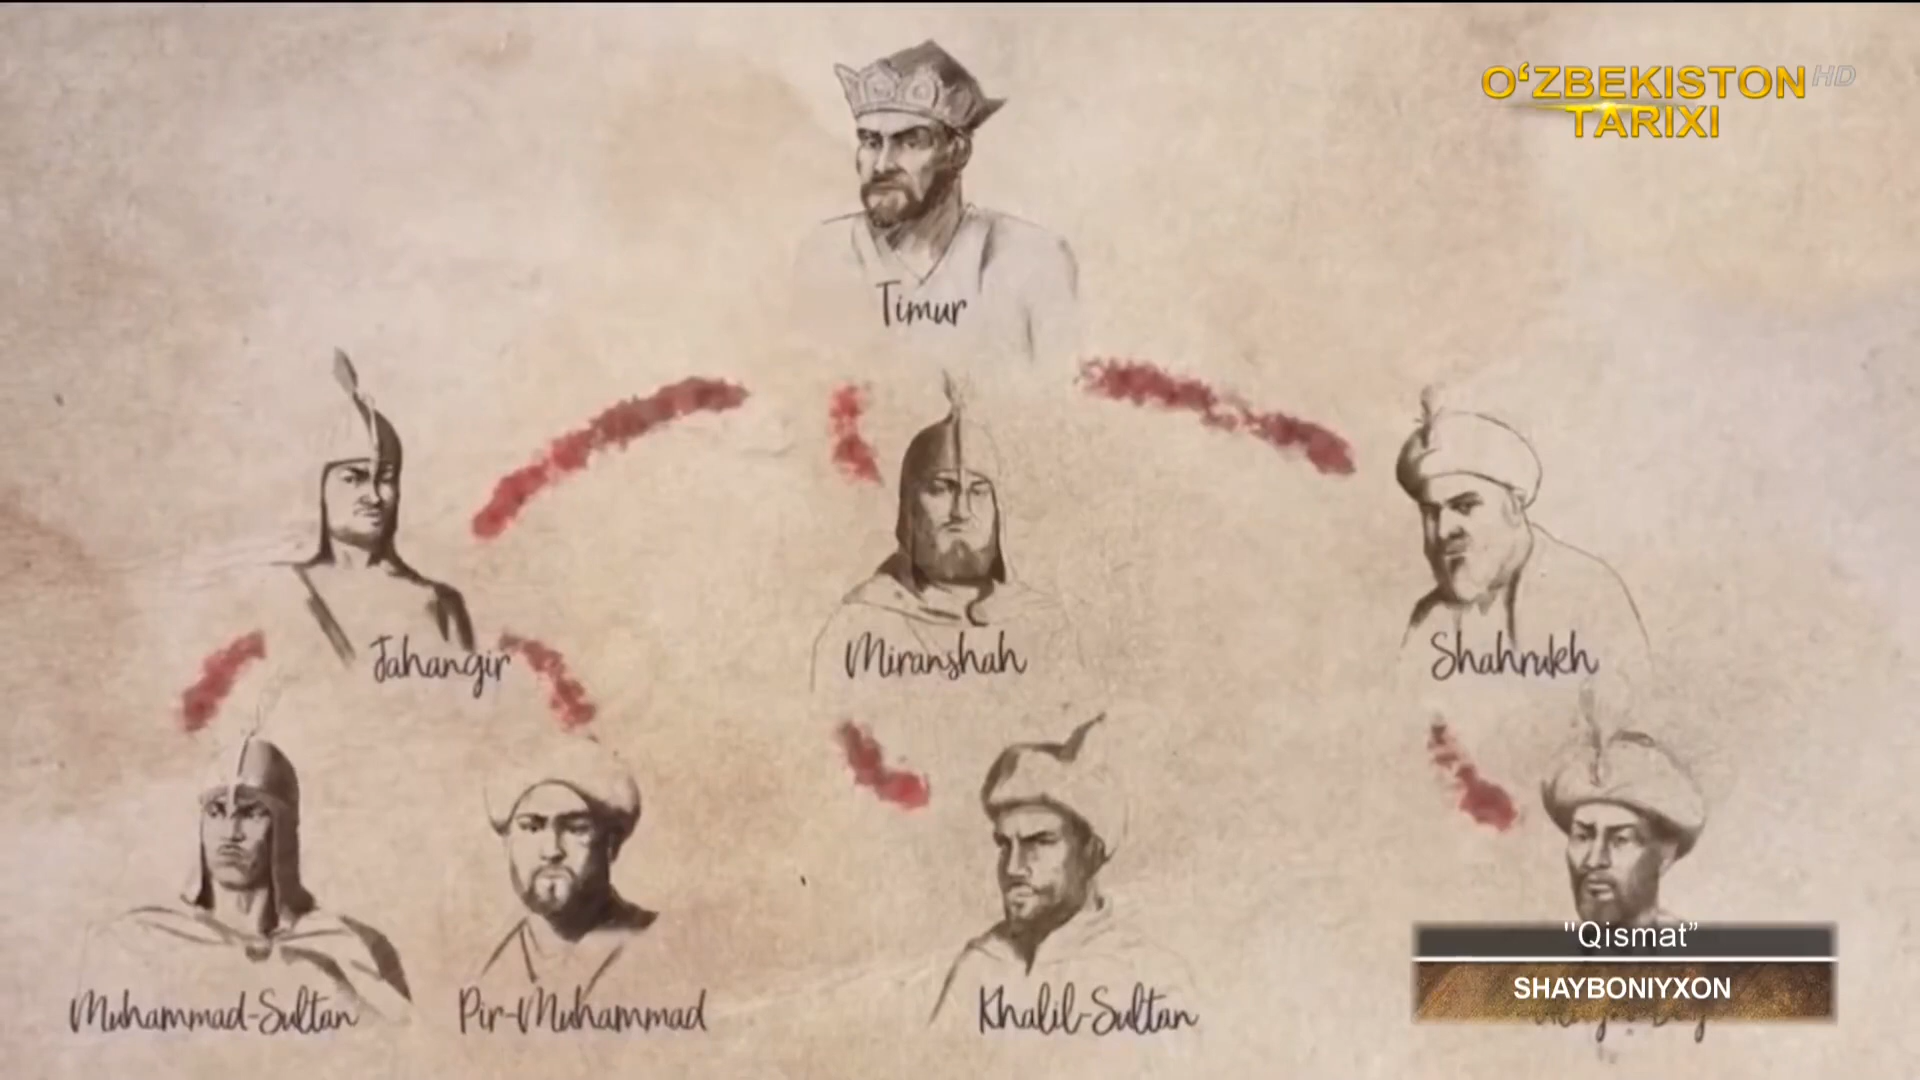 O‘ZBEKISTON HD
TARIXI
Timur
Jahangir
Miranshah
Shahrukh
Muhammad-Sultan
Pir-Muhammad
Khalil-Sultan
"Qismat”
SHAYBONIYXON